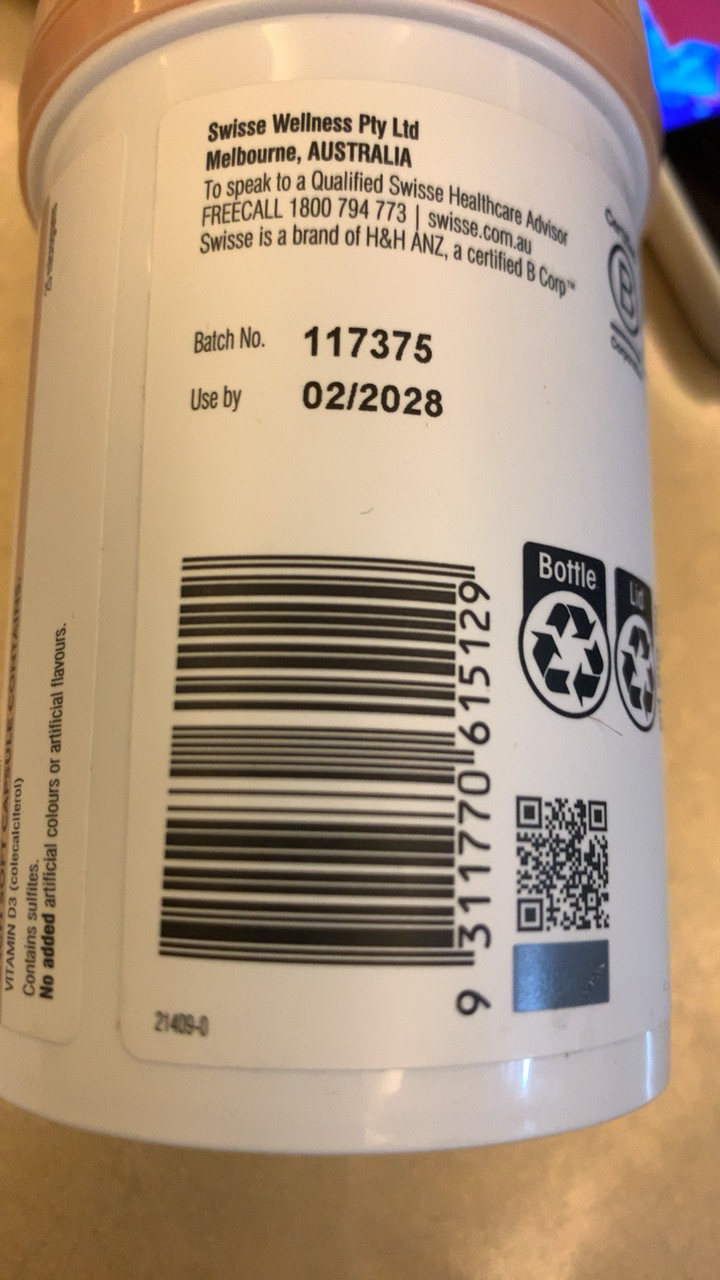 Swisse Wellness Pty Ltd
Melbourne, AUSTRALIA
To speak to a Qualified Swisse Healthcare Advisor
FREECALL 1800 794 773 | swisse.com.au
Swisse is a brand of H&H ANZ, a certified B Corp™
B
Batch No. 117375
Use by 02/2028
Bottle
Lid
9 311770 615129
21409-0
VITAMIN D3 (colecalciferol)
Contains sulfites.
No added artificial colours or artificial flavours.